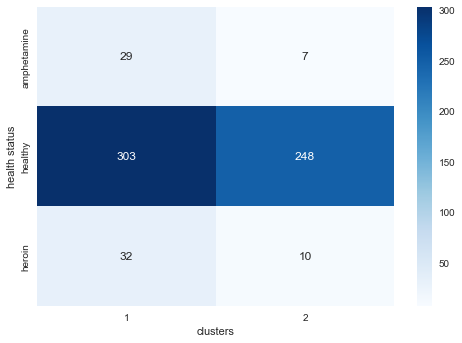 amphetamine 29 7
healthy 303 248
heroin 32 10
health status
1 2
clusters
300
250
200
150
100
50